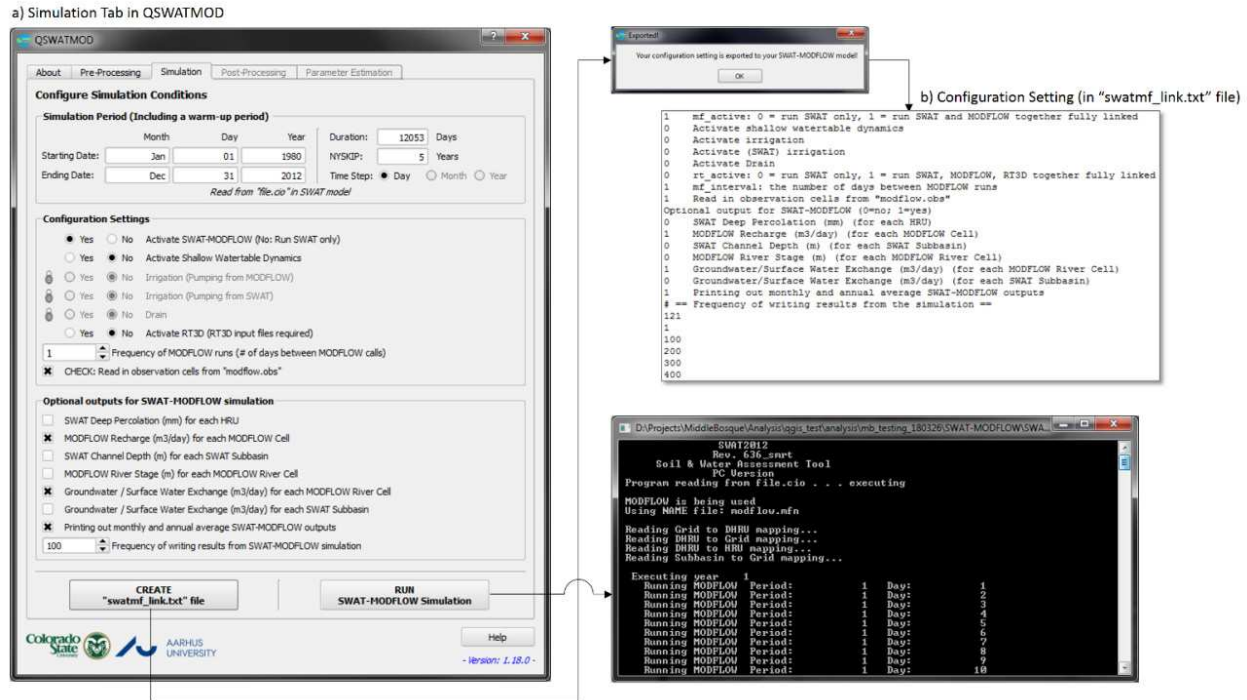 a) Simulation Tab in QSWATMOD
QSWATMOD
About Pre-Processing Simulation Post-Processing Parameter Estimation
Configure Simulation Conditions
Simulation Period (Including a warm-up period)
Month Day Year Duration: 12053 Days
Starting Date: Jan 01 1980 NYSKIP: 5 Years
Ending Date: Dec 31 2012 Time Step: Day Month Year
Read from "file.cio" in SWAT model
Configuration Settings
Yes No Activate SWAT-MODFLOW (No: Run SWAT only)
Yes No Activate Shallow Watertable Dynamics
Yes No Irrigation (Pumping from MODFLOW)
Yes No Irrigation (Pumping from SWAT)
Yes No Drain
Yes No Activate RT3D (RT3D input files required)
1 Frequency of MODFLOW runs (# of days between MODFLOW calls)
CHECK: Read in observation cells from "modflow.obs"
Optional outputs for SWAT-MODFLOW simulation
SWAT Deep Percolation (mm) for each HRU
MODFLOW Recharge (m3/day) for each MODFLOW Cell
SWAT Channel Depth (m) for each SWAT Subbasin
MODFLOW River Stage (m) for each MODFLOW River Cell
Groundwater / Surface Water Exchange (m3/day) for each MODFLOW River Cell
Groundwater / Surface Water Exchange (m3/day) for each SWAT Subbasin
Printing out monthly and annual average SWAT-MODFLOW outputs
100 Frequency of writing results from SWAT-MODFLOW simulation
CREATE
"swatmf_link.txt" file
RUN
SWAT-MODFLOW Simulation
Colorado
State
AARHUS
UNIVERSITY
Help
- Version: 1.18.0 -
Exported!
Your configuration setting is exported to your SWAT-MODFLOW model!
OK
b) Configuration Setting (in "swatmf_link.txt" file)
1 mf_active: 0 = run SWAT only, 1 = run SWAT and MODFLOW together fully linked
0 Activate shallow watertable dynamics
0 Activate irrigation
0 Activate (SWAT) irrigation
0 Activate Drain
0 rt_active: 0 = run SWAT only, 1 = run SWAT, MODFLOW, RT3D together fully linked
1 mf_interval: the number of days between MODFLOW runs
1 Read in observation cells from "modflow.obs"
Optional output for SWAT-MODFLOW (0=no; 1=yes)
0 SWAT Deep Percolation (mm) (for each HRU)
1 MODFLOW Recharge (m3/day) (for each MODFLOW Cell)
0 SWAT Channel Depth (m) (for each SWAT Subbasin)
0 MODFLOW River Stage (m) (for each MODFLOW River Cell)
1 Groundwater/Surface Water Exchange (m3/day) (for each MODFLOW River Cell)
0 Groundwater/Surface Water Exchange (m3/day) (for each SWAT Subbasin)
1 Printing out monthly and annual average SWAT-MODFLOW outputs
# == Frequency of writing results from the simulation ==
121
1
100
200
300
400
D:\Projects\MiddleBosque\Analysis\qgis_test\analysis\mb_testing_180326\SWAT-MODFLOW\SWA...
SWAT2012
Rev. 636_smrt
Soil & Water Assessment Tool
PC Version
Program reading from file.cio . . . executing
MODFLOW is being used
Using NAME file: modflow.mfn
Reading Grid to DHRU mapping...
Reading DHRU to Grid mapping...
Reading DHRU to HRU mapping...
Reading Subbasin to Grid mapping...
Executing year 1
Running MODFLOW Period: 1 Day: 1
Running MODFLOW Period: 1 Day: 2
Running MODFLOW Period: 1 Day: 3
Running MODFLOW Period: 1 Day: 4
Running MODFLOW Period: 1 Day: 5
Running MODFLOW Period: 1 Day: 6
Running MODFLOW Period: 1 Day: 7
Running MODFLOW Period: 1 Day: 8
Running MODFLOW Period: 1 Day: 9
Running MODFLOW Period: 1 Day: 10